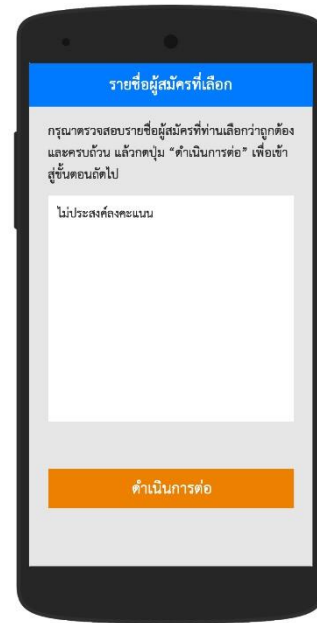 รายชื่อผู้สมัครที่เลือก
กรุณาตรวจสอบรายชื่อผู้สมัครที่ท่านเลือกว่าถูกต้อง
และครบถ้วน แล้วกดปุ่ม “ดำเนินการต่อ” เพื่อเข้า
สู่ขั้นตอนถัดไป
ไม่ประสงค์ลงคะแนน
ดำเนินการต่อ